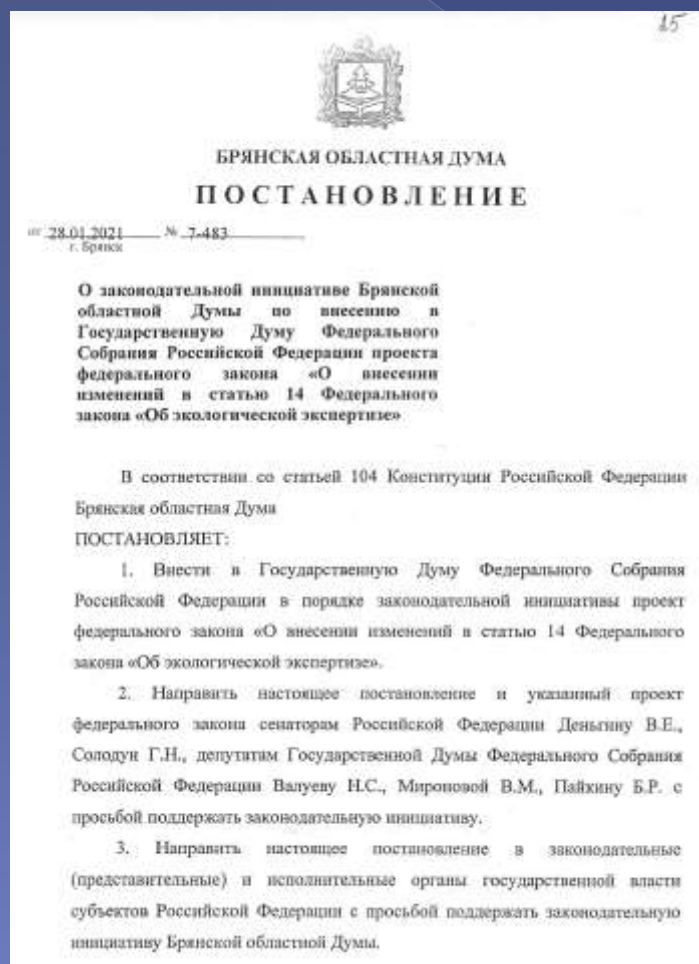 15
БРЯНСКАЯ ОБЛАСТНАЯ ДУМА
ПОСТАНОВЛЕНИЕ
от 28.01.2021 № 7-483
г. Брянск
О законодательной инициативе Брянской
областной Думы по внесению в
Государственную Думу Федерального
Собрания Российской Федерации проекта
федерального закона «О внесении
изменений в статью 14 Федерального
закона «Об экологической экспертизе»
В соответствии со статьей 104 Конституции Российской Федерации
Брянская областная Дума
ПОСТАНОВЛЯЕТ:
1. Внести в Государственную Думу Федерального Собрания
Российской Федерации в порядке законодательной инициативы проект
федерального закона «О внесении изменений в статью 14 Федерального
закона «Об экологической экспертизе».
2. Направить настоящее постановление и указанный проект
федерального закона сенаторам Российской Федерации Деньгину В.Е.,
Солодун Г.Н., депутатам Государственной Думы Федерального Собрания
Российской Федерации Валуеву Н.С., Мироновой В.М., Пайкину Б.Р. с
просьбой поддержать законодательную инициативу.
3. Направить настоящее постановление в законодательные
(представительные) и исполнительные органы государственной власти
субъектов Российской Федерации с просьбой поддержать законодательную
инициативу Брянской областной Думы.